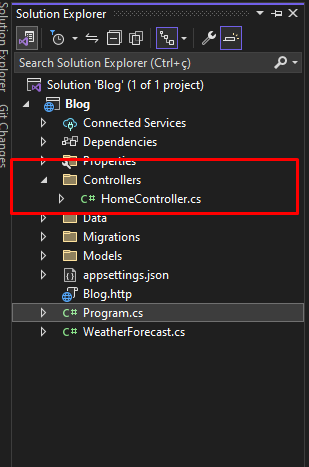 Solution Explorer
Solution Explorer
Git Changes
Search Solution Explorer (Ctrl+ç)
Solution 'Blog' (1 of 1 project)
Blog
Connected Services
Dependencies
Properties
Controllers
C# HomeController.cs
Data
Migrations
Models
appsettings.json
Blog.http
C# Program.cs
C# WeatherForecast.cs